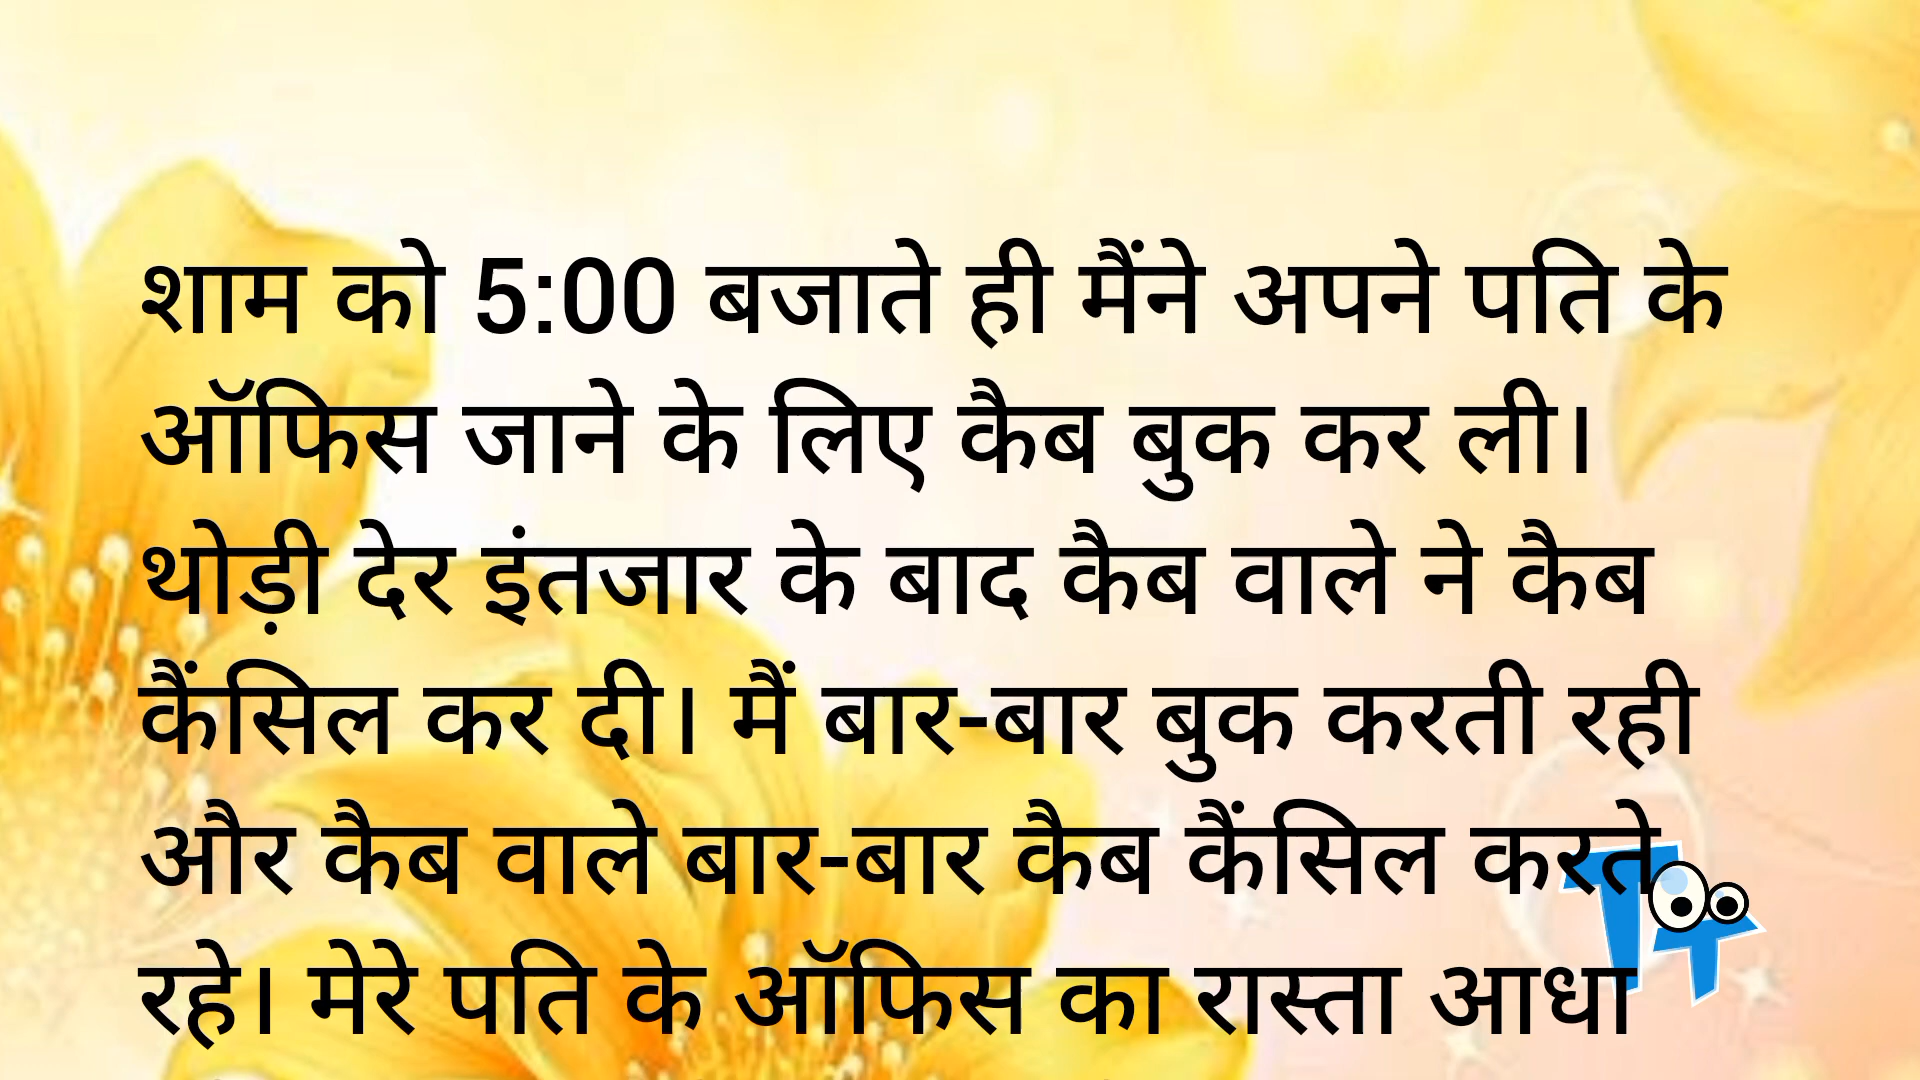 शाम को 5:00 बजाते ही मैंने अपने पति के
ऑफिस जाने के लिए कैब बुक कर ली।
थोड़ी देर इंतजार के बाद कैब वाले ने कैब
कैंसिल कर दी। मैं बार-बार बुक करती रही
और कैब वाले बार-बार कैब कैंसिल करते
रहे। मेरे पति के ऑफिस का रास्ता आधा